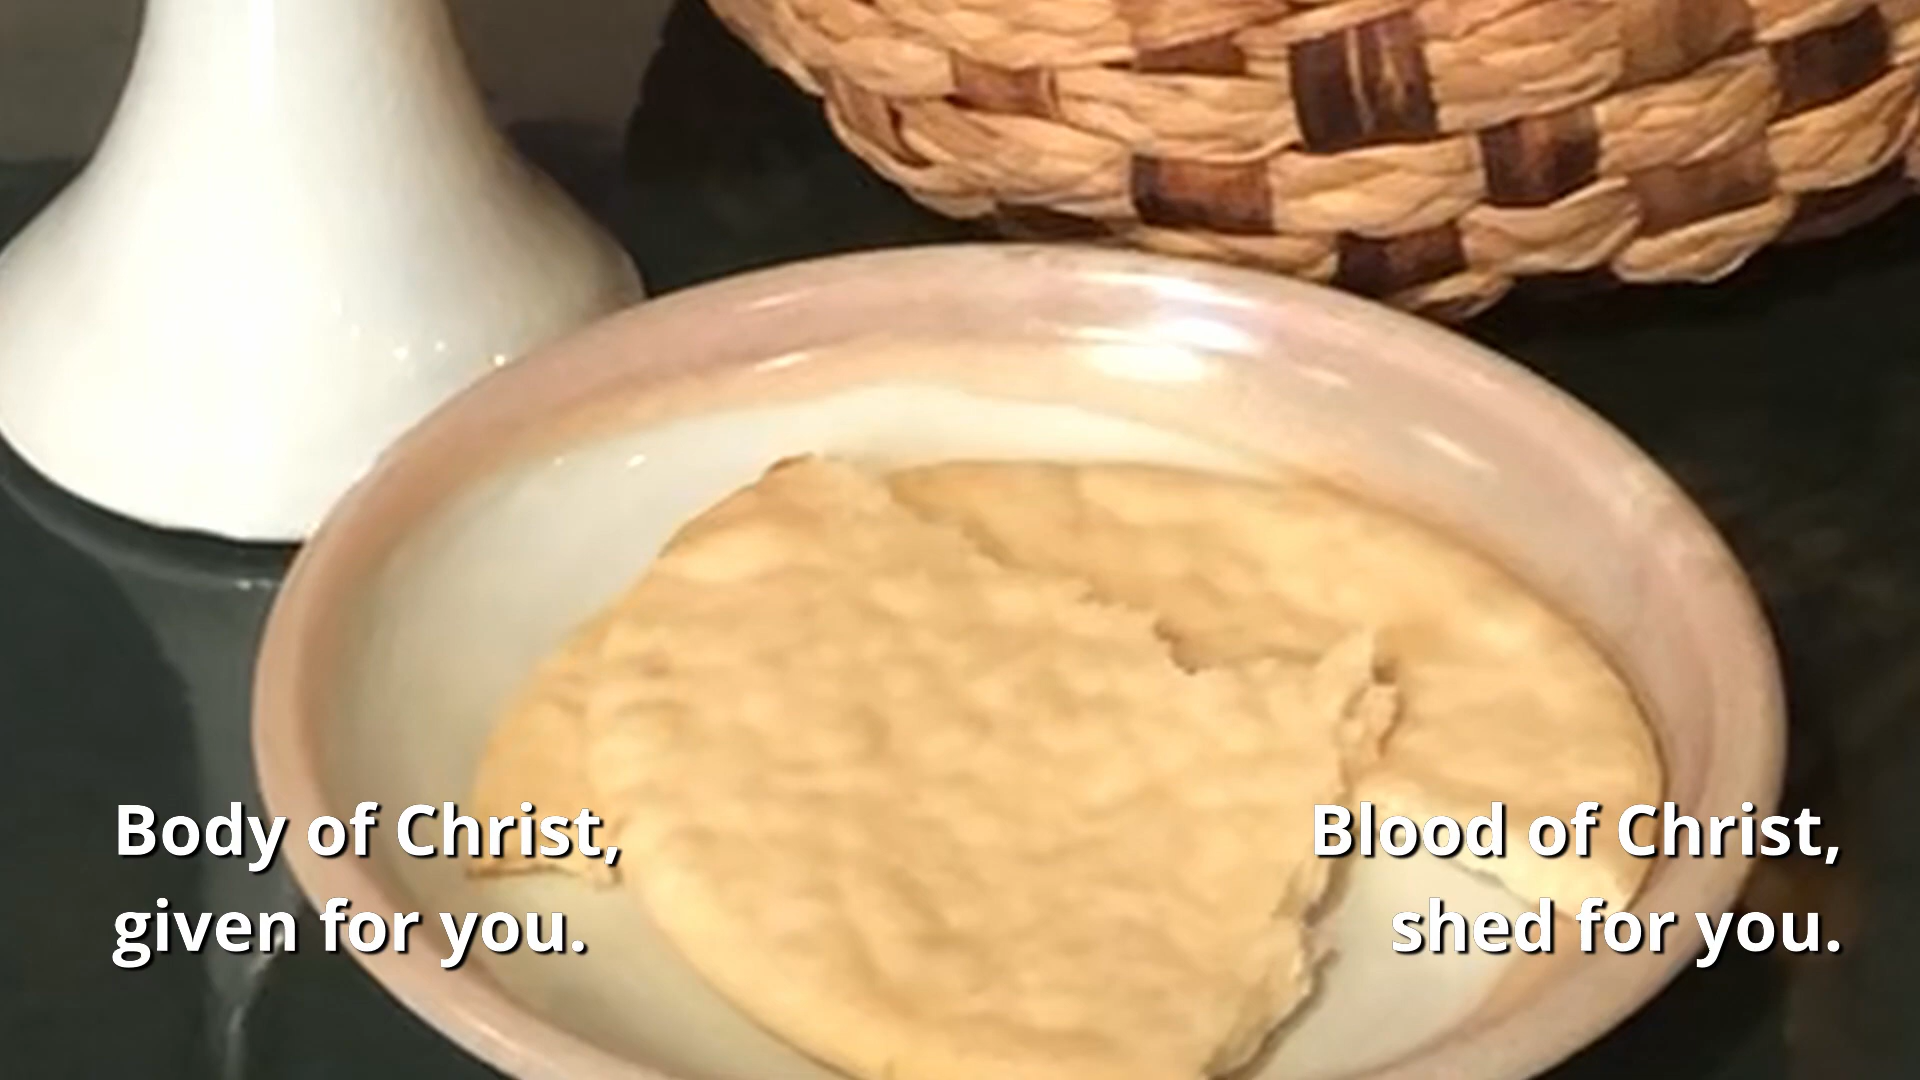 Body of Christ,
given for you.
Blood of Christ,
shed for you.